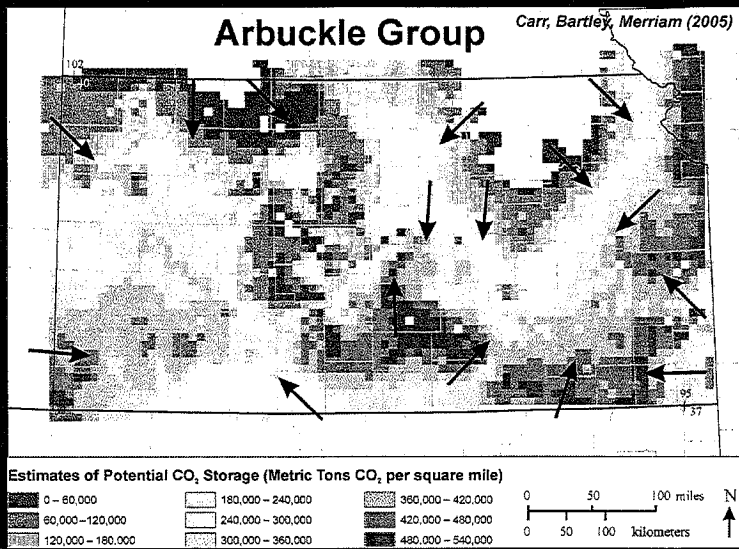 Arbuckle Group
Carr, Bartley, Merriam (2005)
102
95
37
Estimates of Potential CO₂ Storage (Metric Tons CO₂ per square mile)
0 – 60,000
60,000 – 120,000
120,000 – 180,000
180,000 – 240,000
240,000 – 300,000
300,000 – 360,000
360,000 – 420,000
420,000 – 480,000
480,000 – 540,000
0 50 100 miles
0 50 100 kilometers
N